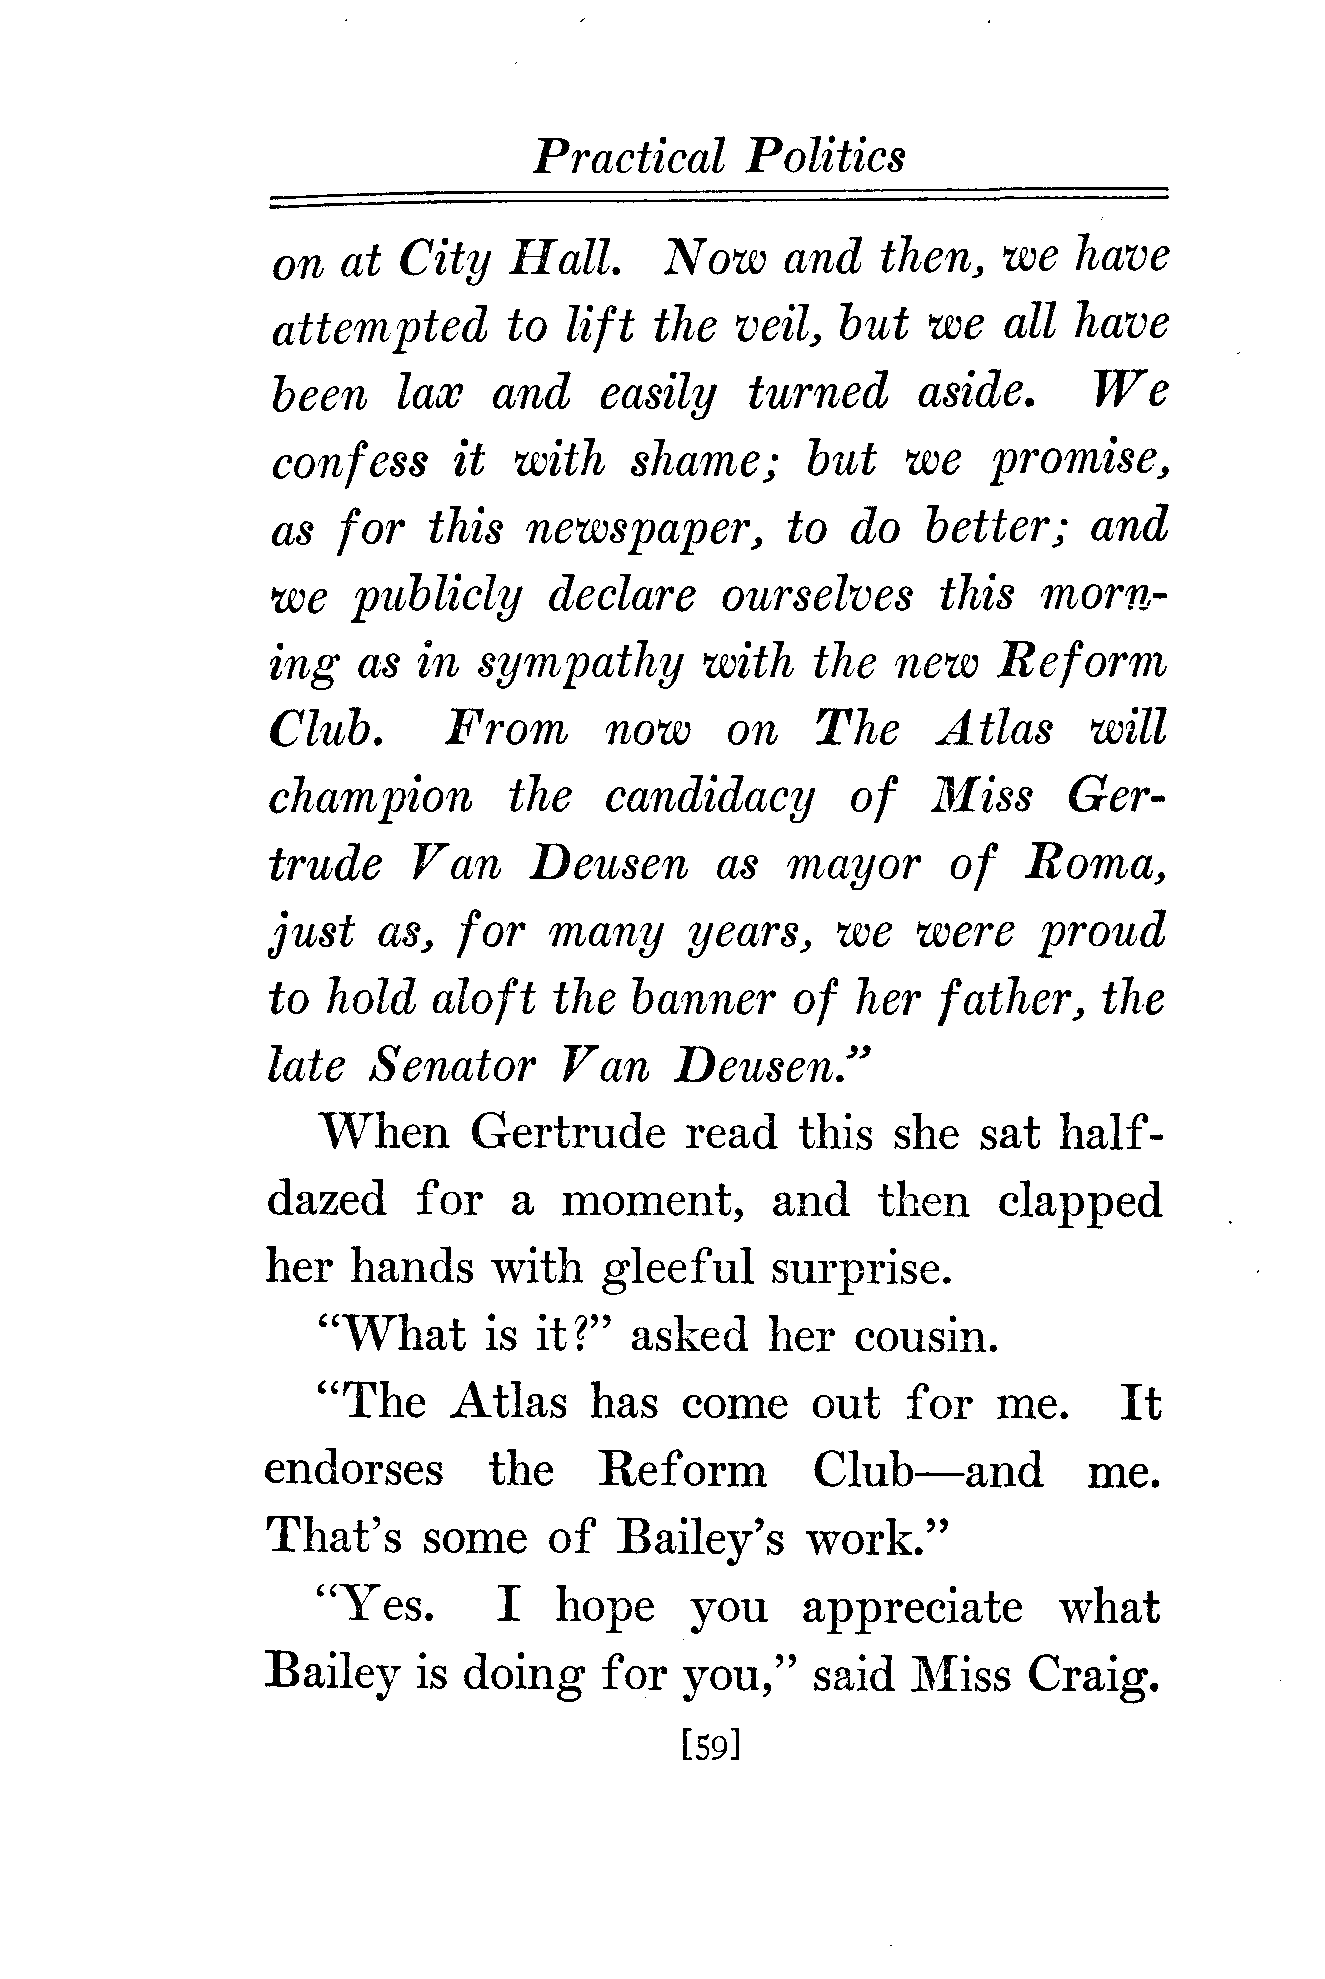 Practical Politics
on at City Hall. Now and then, we have
attempted to lift the veil, but we all have
been lax and easily turned aside. We
confess it with shame; but we promise,
as for this newspaper, to do better; and
we publicly declare ourselves this morn-
ing as in sympathy with the new Reform
Club. From now on The Atlas will
champion the candidacy of Miss Ger-
trude Van Deusen as mayor of Roma,
just as, for many years, we were proud
to hold aloft the banner of her father, the
late Senator Van Deusen.”
When Gertrude read this she sat half-
dazed for a moment, and then clapped
her hands with gleeful surprise.
“What is it?” asked her cousin.
“The Atlas has come out for me. It
endorses the Reform Club—and me.
That’s some of Bailey’s work.”
“Yes. I hope you appreciate what
Bailey is doing for you,” said Miss Craig.
[59]